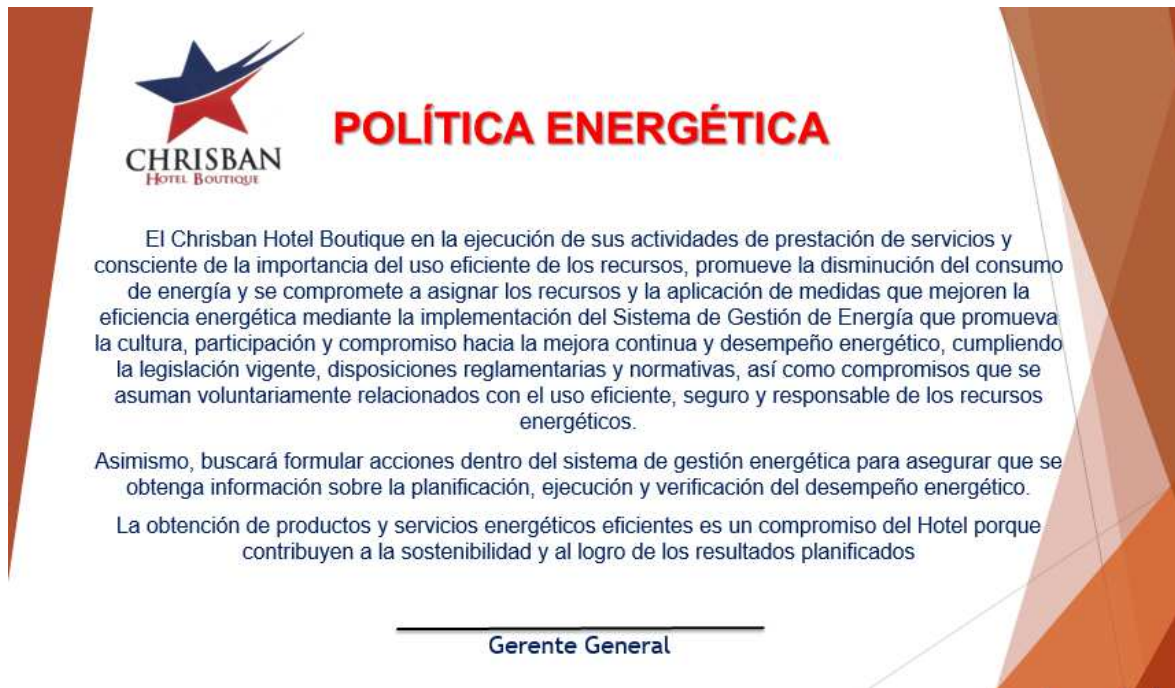 CHRISBAN
HOTEL BOUTIQUE
POLÍTICA ENERGÉTICA
El Chrisban Hotel Boutique en la ejecución de sus actividades de prestación de servicios y
consciente de la importancia del uso eficiente de los recursos, promueve la disminución del consumo
de energía y se compromete a asignar los recursos y la aplicación de medidas que mejoren la
eficiencia energética mediante la implementación del Sistema de Gestión de Energía que promueva
la cultura, participación y compromiso hacia la mejora continua y desempeño energético, cumpliendo
la legislación vigente, disposiciones reglamentarias y normativas, así como compromisos que se
asuman voluntariamente relacionados con el uso eficiente, seguro y responsable de los recursos
energéticos.
Asimismo, buscará formular acciones dentro del sistema de gestión energética para asegurar que se
obtenga información sobre la planificación, ejecución y verificación del desempeño energético.
La obtención de productos y servicios energéticos eficientes es un compromiso del Hotel porque
contribuyen a la sostenibilidad y al logro de los resultados planificados
Gerente General